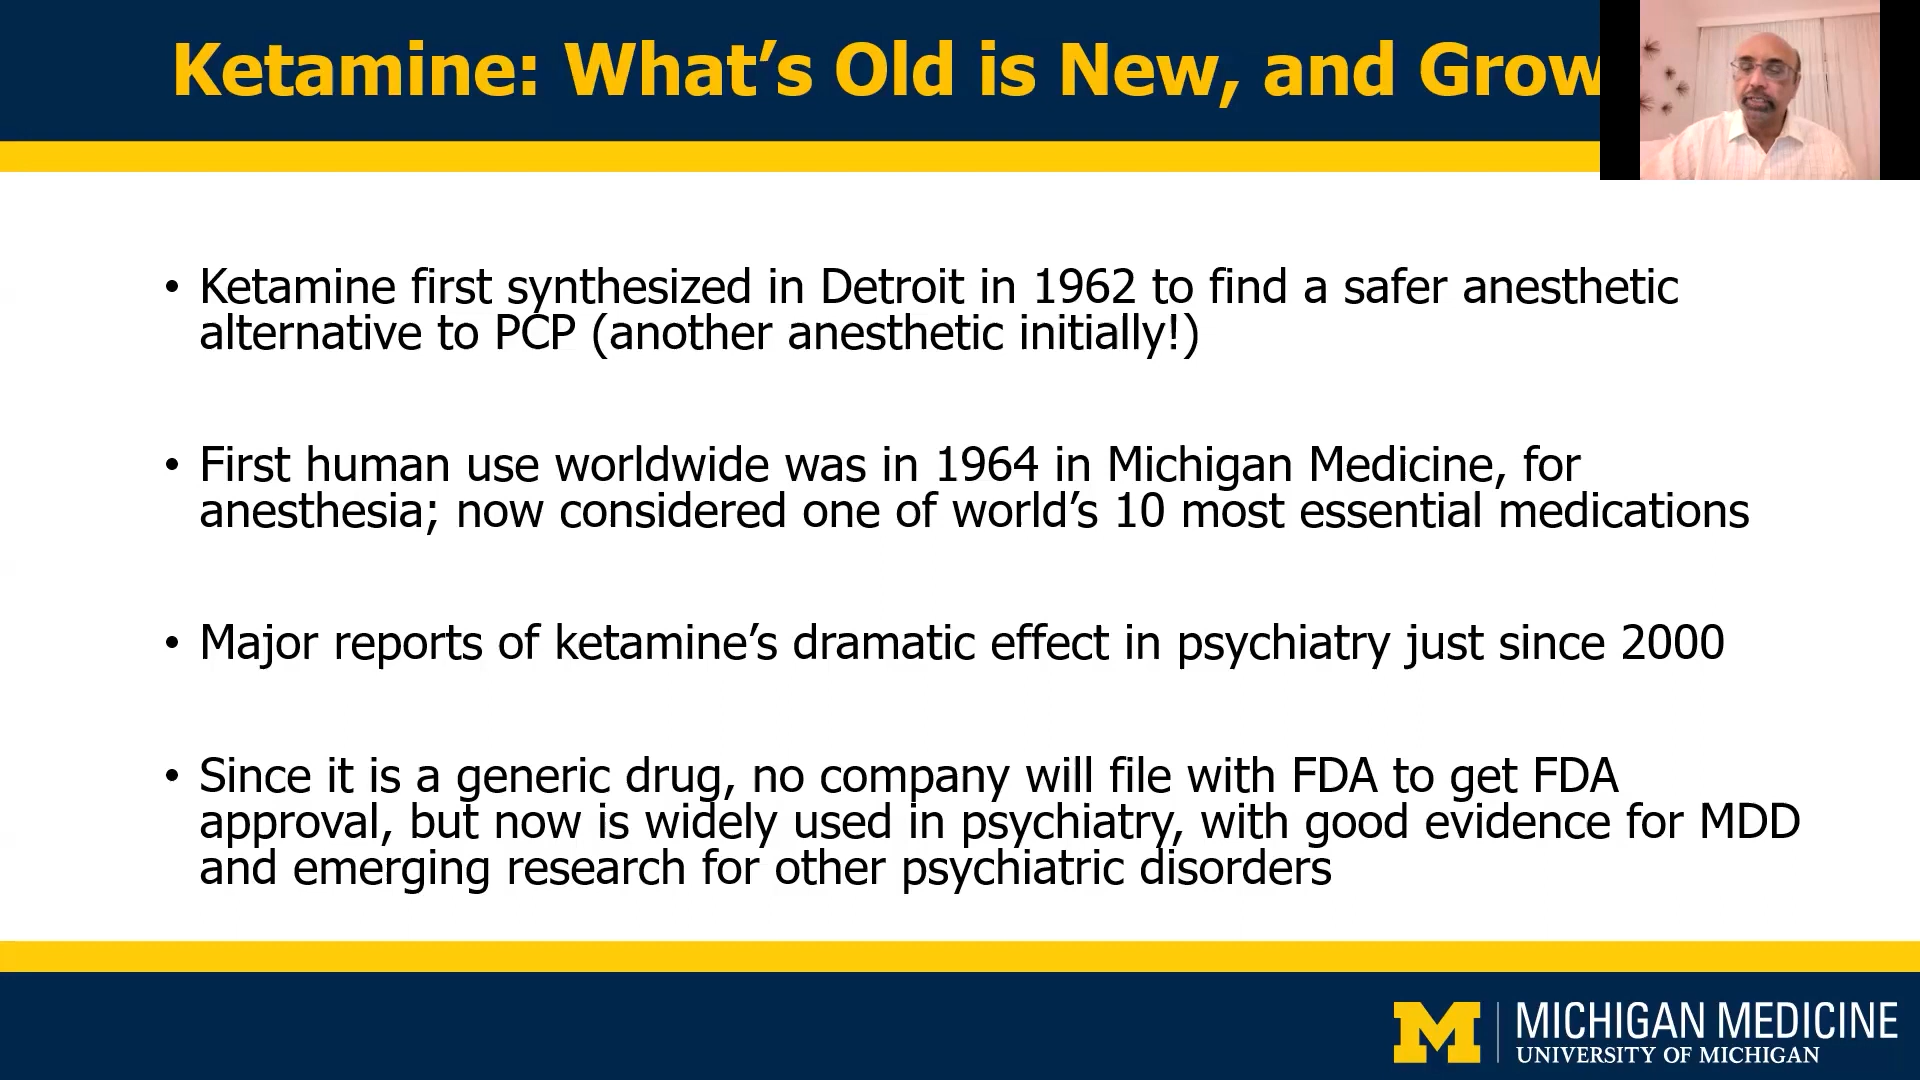 Ketamine: What’s Old is New, and Grow
• Ketamine first synthesized in Detroit in 1962 to find a safer anesthetic
alternative to PCP (another anesthetic initially!)
• First human use worldwide was in 1964 in Michigan Medicine, for
anesthesia; now considered one of world’s 10 most essential medications
• Major reports of ketamine’s dramatic effect in psychiatry just since 2000
• Since it is a generic drug, no company will file with FDA to get FDA
approval, but now is widely used in psychiatry, with good evidence for MDD
and emerging research for other psychiatric disorders
M
MICHIGAN MEDICINE
UNIVERSITY OF MICHIGAN